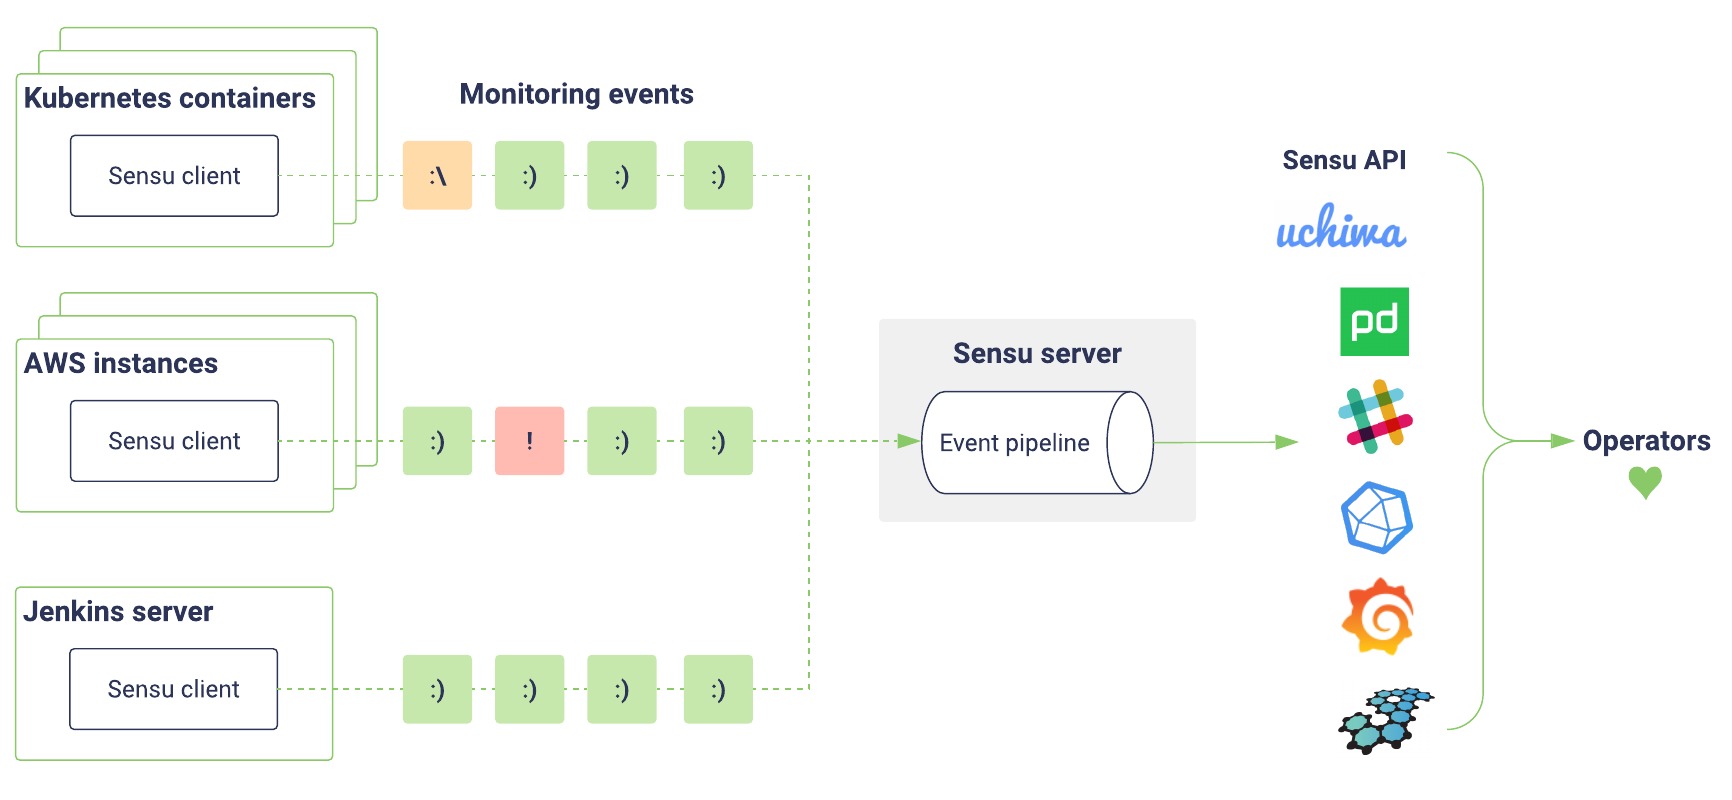 Kubernetes containers
Sensu client
Monitoring events
:\ :) :) :)
AWS instances
Sensu client
:) ! :) :)
Jenkins server
Sensu client
:) :) :) :)
Sensu server
Event pipeline
Sensu API
uchiwa
pd
Operators